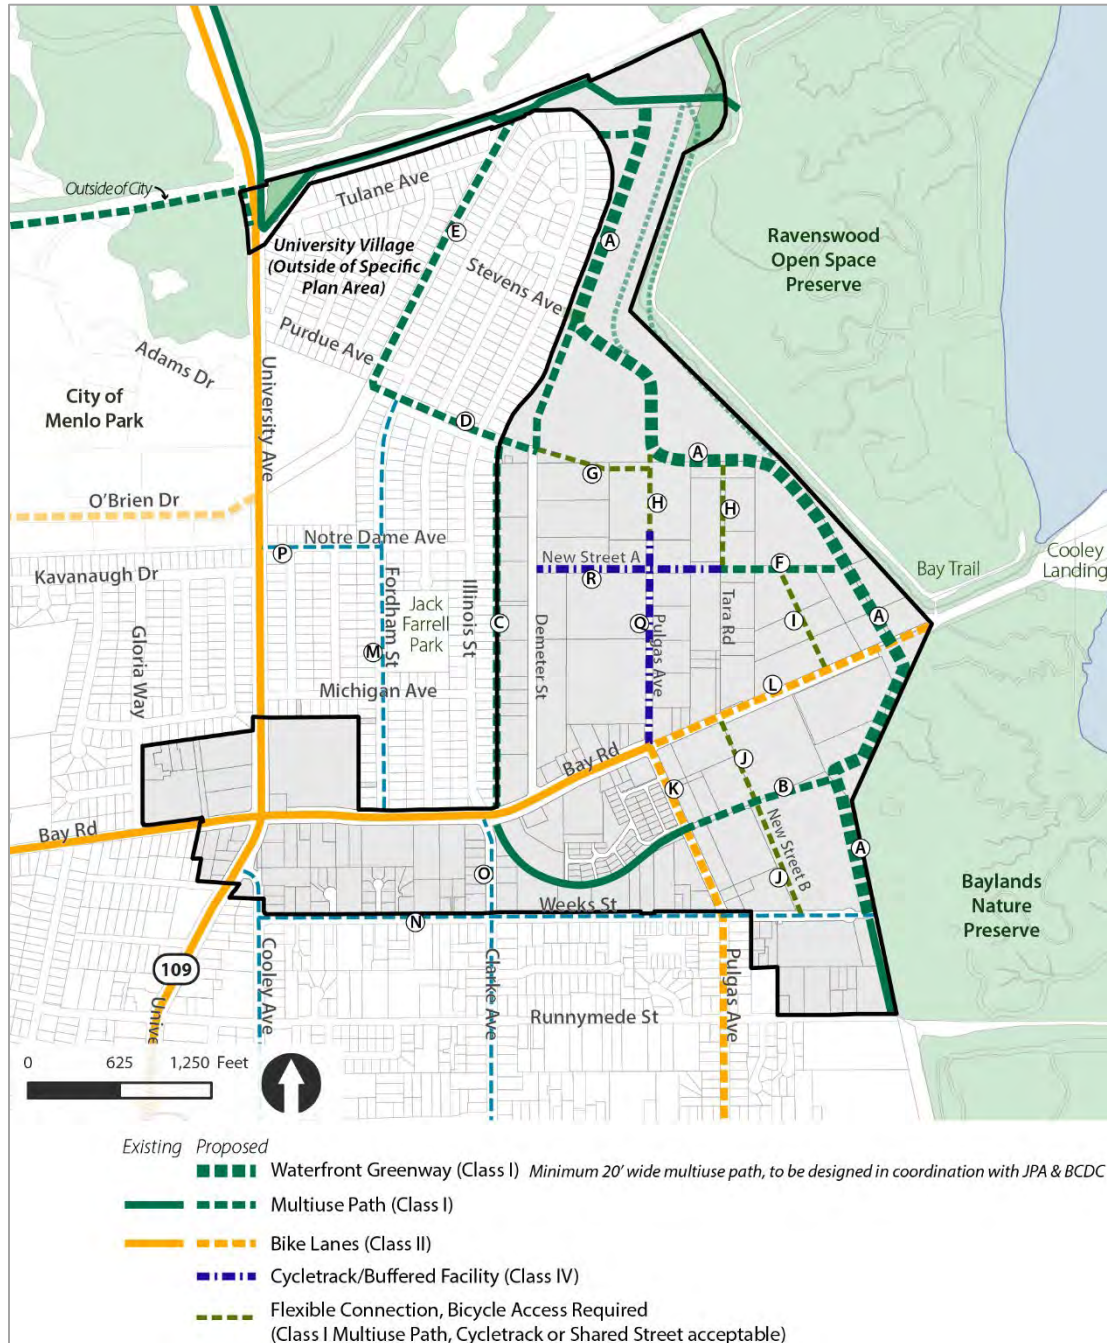 Outside of City
Tulane Ave
E
A
University Village
(Outside of Specific
Plan Area)
Stevens Ave
Ravenswood
Open Space
Preserve
Purdue Ave
Adams Dr
City of
Menlo Park
University Ave
D
A
G
H
H
O'Brien Dr
Notre Dame Ave
P
New Street A
R
F
Bay Trail
Cooley
Landing
Kavanaugh Dr
Fordham St
Jack
Farrell
Park
Illinois St
C
Demeter St
Q
Pulgas Ave
Tara Rd
I
A
Gloria Way
M
Michigan Ave
L
Bay Rd
J
K
B
Bay Rd
New Street B
A
O
J
Weeks St
N
Baylands
Nature
Preserve
109
Unive
Cooley Ave
Clarke Ave
Pulgas Ave
Runnymede St
0 625 1,250 Feet
Existing Proposed
Waterfront Greenway (Class I) Minimum 20' wide multiuse path, to be designed in coordination with JPA & BCDC
Multiuse Path (Class I)
Bike Lanes (Class II)
Cycletrack/Buffered Facility (Class IV)
Flexible Connection, Bicycle Access Required
(Class I Multiuse Path, Cycletrack or Shared Street acceptable)